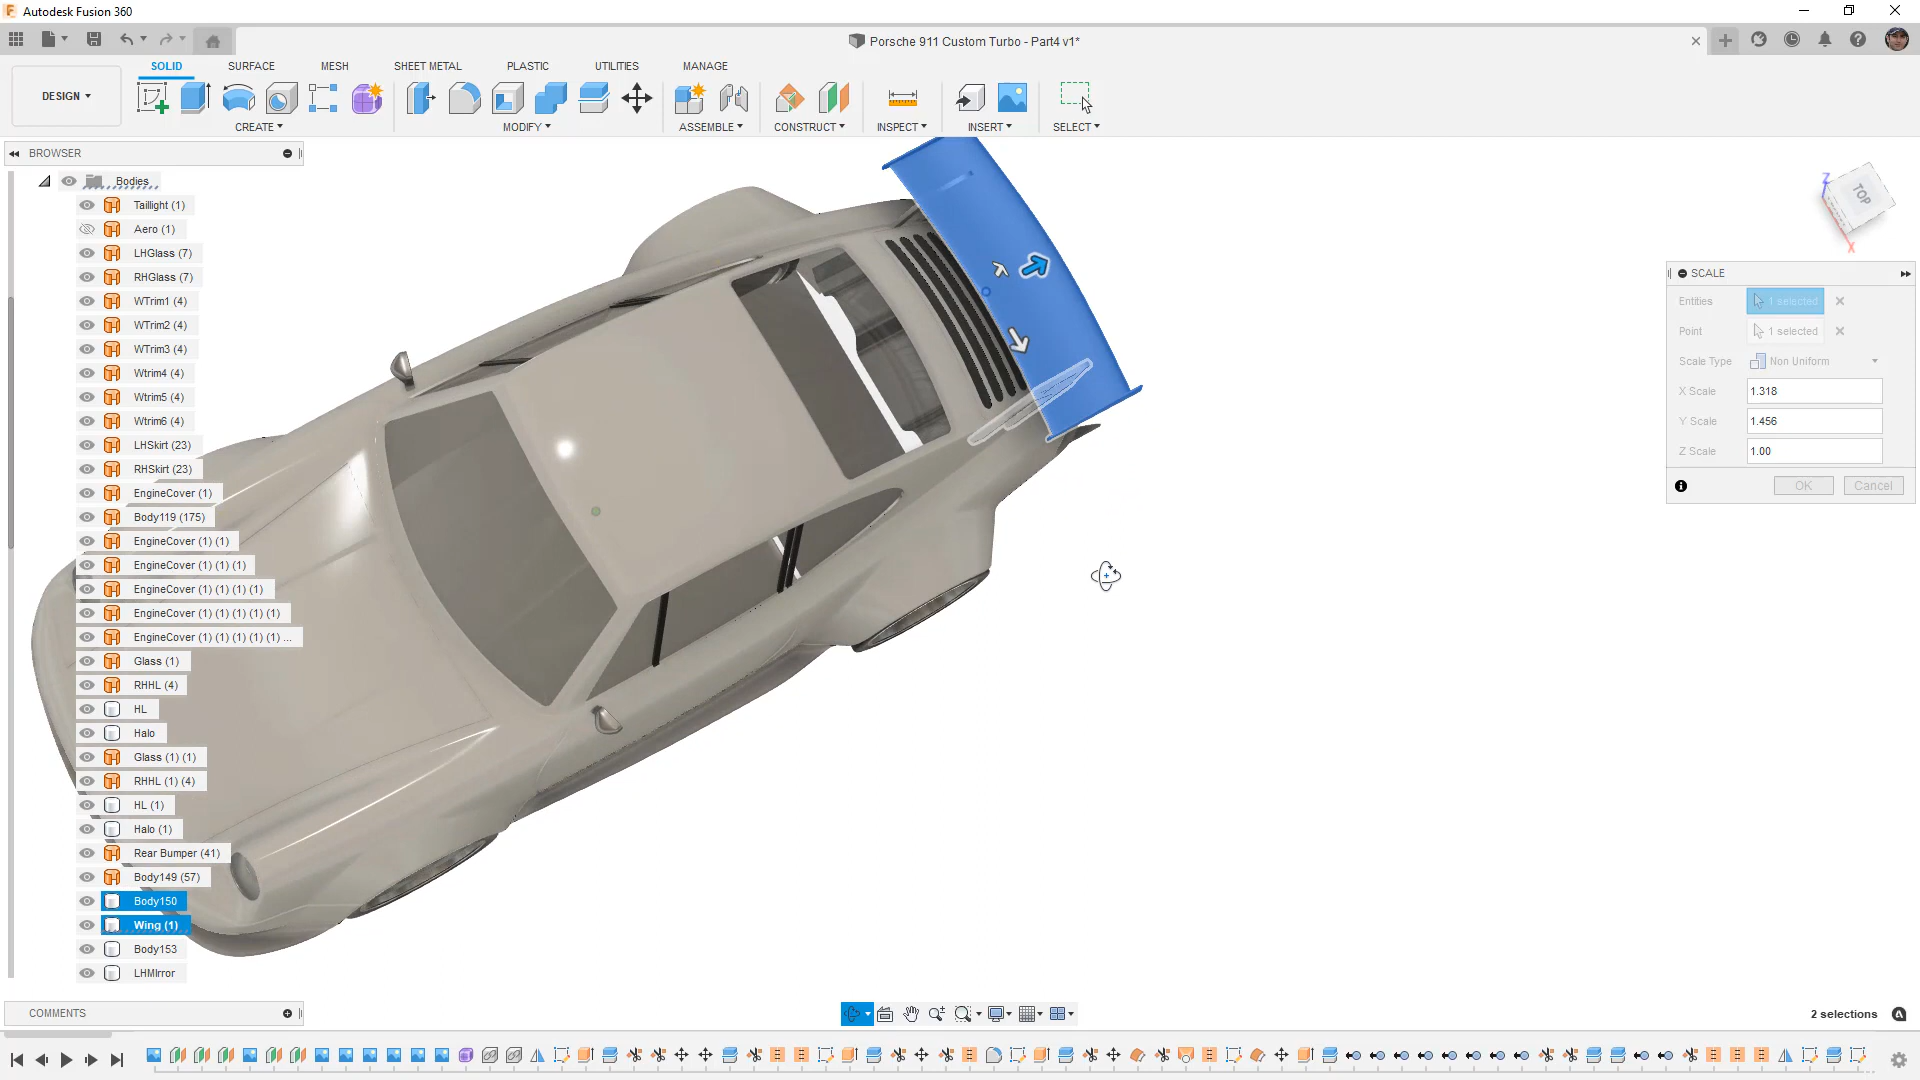 Autodesk Fusion 360
Porsche 911 Custom Turbo - Part4 v1*
SOLID SURFACE MESH SHEET METAL PLASTIC UTILITIES MANAGE
DESIGN
CREATE MODIFY ASSEMBLE CONSTRUCT INSPECT INSERT SELECT
BROWSER
Bodies
Taillight (1)
Aero (1)
LHGlass (7)
RHGlass (7)
WTrim1 (4)
WTrim2 (4)
WTrim3 (4)
Wtrim4 (4)
Wtrim5 (4)
Wtrim6 (4)
LHSkirt (23)
RHSkirt (23)
EngineCover (1)
Body119 (175)
EngineCover (1) (1)
EngineCover (1) (1) (1)
EngineCover (1) (1) (1) (1)
EngineCover (1) (1) (1) (1) (1)
EngineCover (1) (1) (1) (1) (1) ...
Glass (1)
RHHL (4)
HL
Halo
Glass (1) (1)
RHHL (1) (4)
HL (1)
Halo (1)
Rear Bumper (41)
Body149 (57)
Body150
Wing (1)
Body153
LHMIrror
TOP
Z
X
SCALE
Entities 1 selected
Point 1 selected
Scale Type Non Uniform
X Scale 1.318
Y Scale 1.456
Z Scale 1.00
OK Cancel
COMMENTS
2 selections